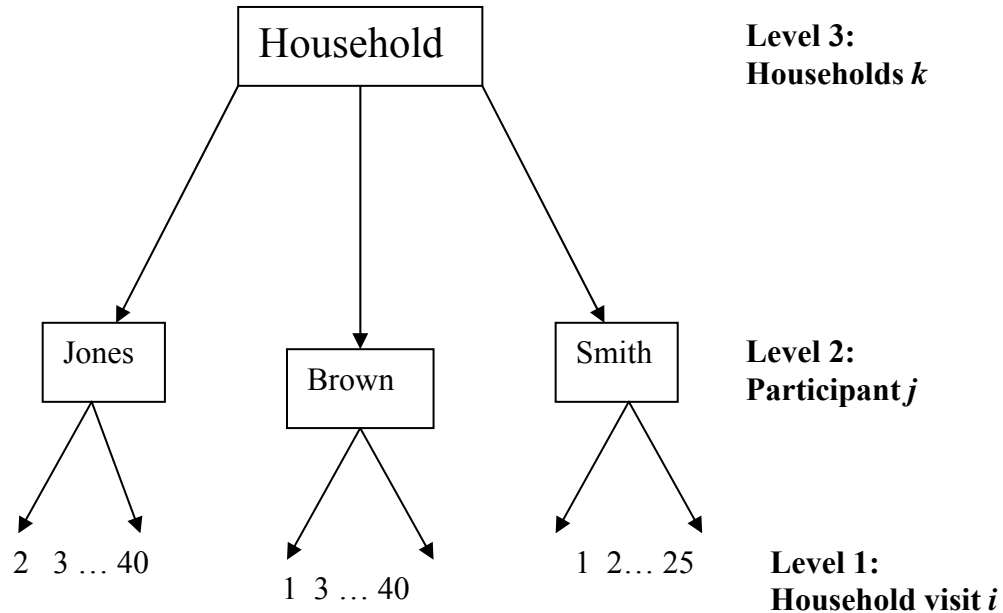 Household
Level 3:
Households k
Jones
Brown
Smith
Level 2:
Participant j
2 3 … 40
1 3 … 40
1 2… 25
Level 1:
Household visit i